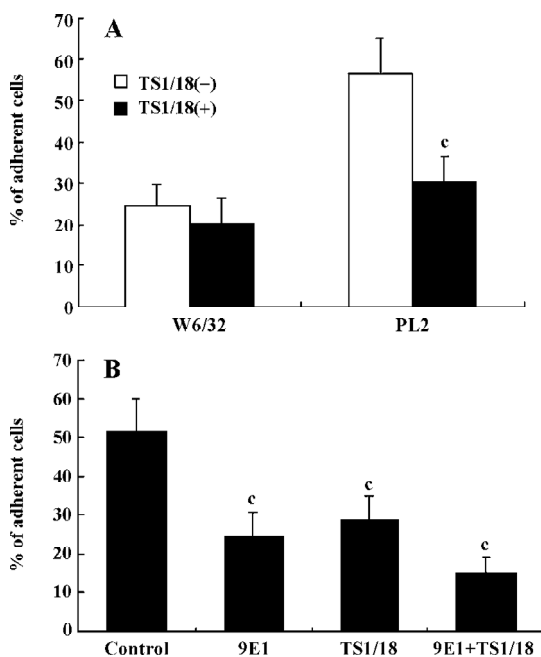 A
% of adherent cells
70
60
50
40
30
20
10
0
TS1/18(−)
TS1/18(+)
c
W6/32
PL2
B
% of adherent cells
70
60
50
40
30
20
10
0
c
c
c
Control
9E1
TS1/18
9E1+TS1/18